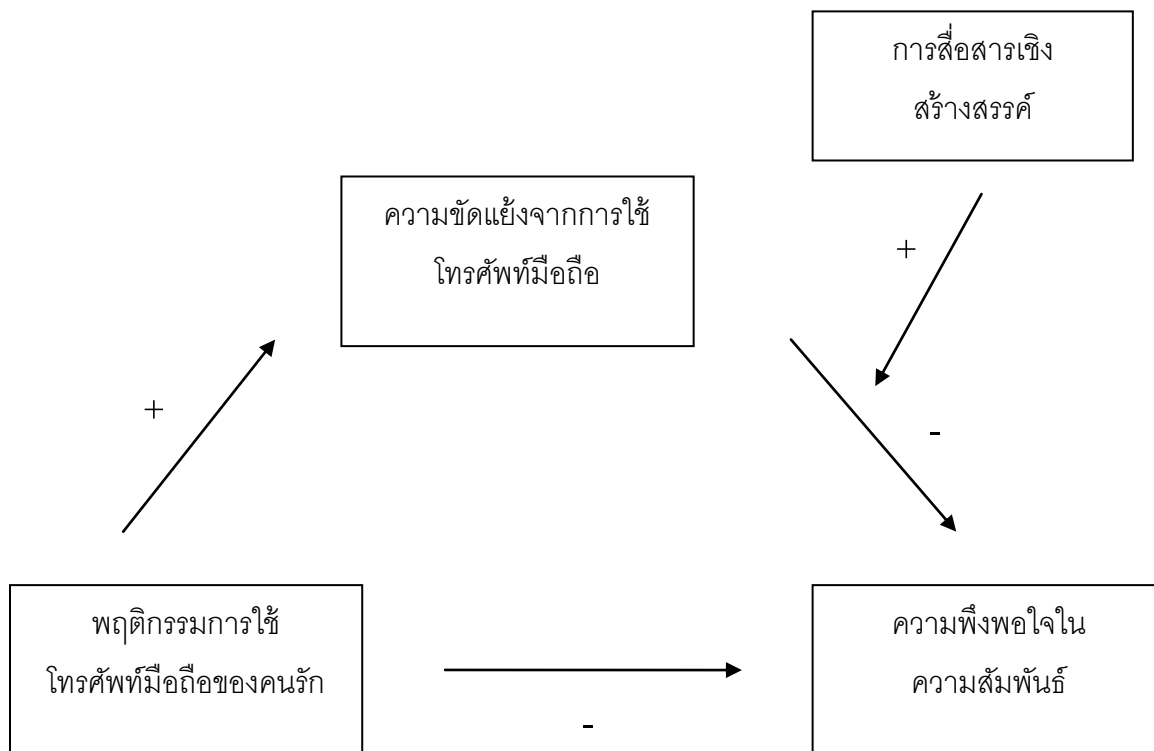 การสื่อสารเชิง
สร้างสรรค์
ความขัดแย้งจากการใช้
โทรศัพท์มือถือ
+
+
-
พฤติกรรมการใช้
โทรศัพท์มือถือของคนรัก
ความพึงพอใจใน
ความสัมพันธ์
-